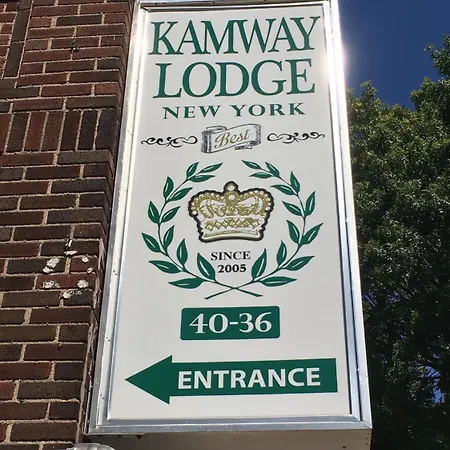 KAMWAY
LODGE
NEW YORK
Best
SINCE
2005
40-36
ENTRANCE